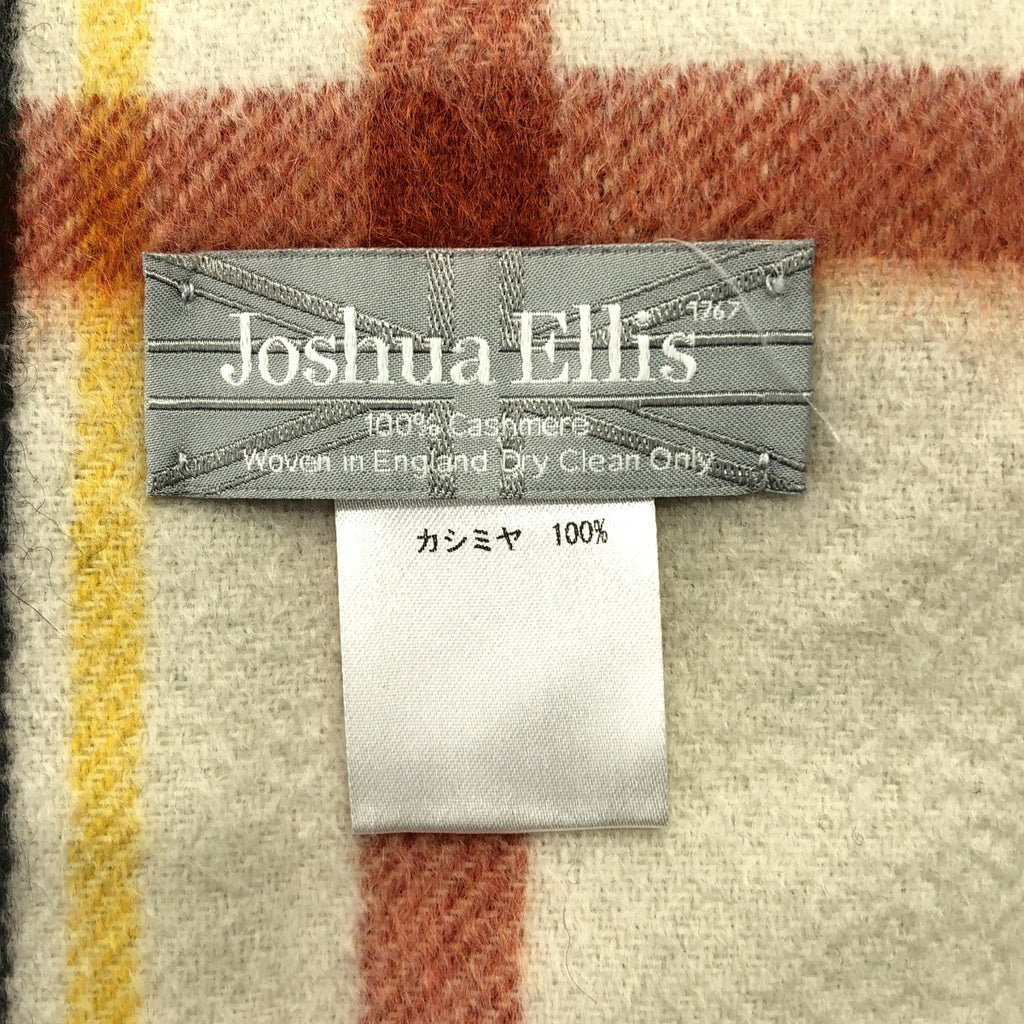 Joshua Ellis 1767
100% Cashmere
Woven in England Dry Clean Only
カシミヤ 100%